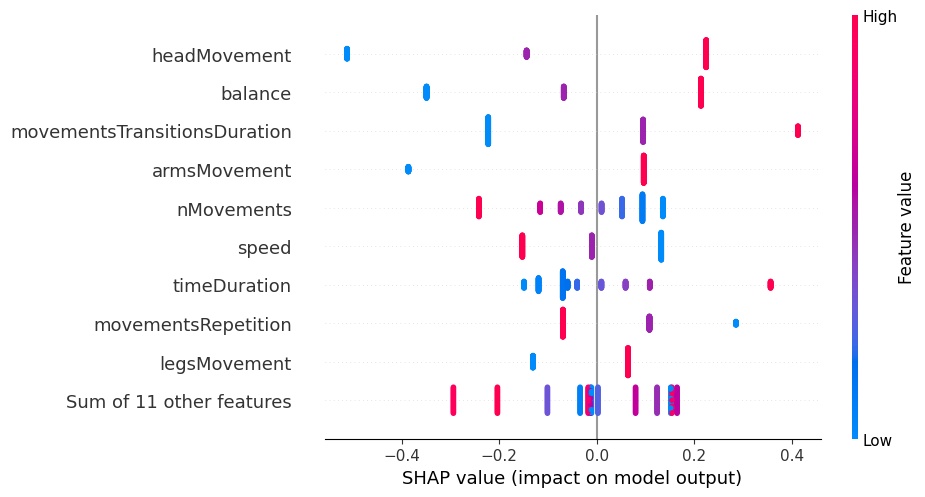 High
headMovement
balance
movementsTransitionsDuration
armsMovement
nMovements
speed
timeDuration
movementsRepetition
legsMovement
Sum of 11 other features
Feature value
Low
−0.4 −0.2 0.0 0.2 0.4
SHAP value (impact on model output)